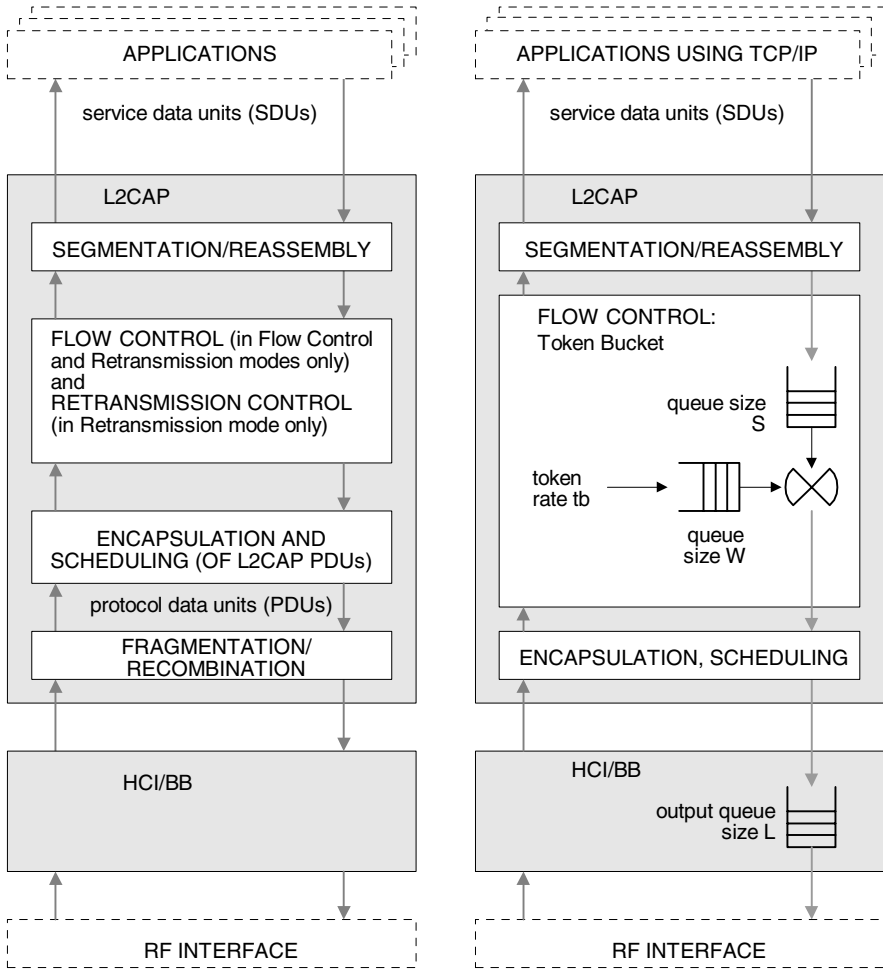 APPLICATIONS
service data units (SDUs)
L2CAP
SEGMENTATION/REASSEMBLY
FLOW CONTROL (in Flow Control
and Retransmission modes only)
and
RETRANSMISSION CONTROL
(in Retransmission mode only)
ENCAPSULATION AND
SCHEDULING (OF L2CAP PDUs)
protocol data units (PDUs)
FRAGMENTATION/
RECOMBINATION
HCI/BB
RF INTERFACE
APPLICATIONS USING TCP/IP
service data units (SDUs)
L2CAP
SEGMENTATION/REASSEMBLY
FLOW CONTROL:
Token Bucket
queue size
S
token
rate tb
queue
size W
ENCAPSULATION, SCHEDULING
HCI/BB
output queue
size L
RF INTERFACE